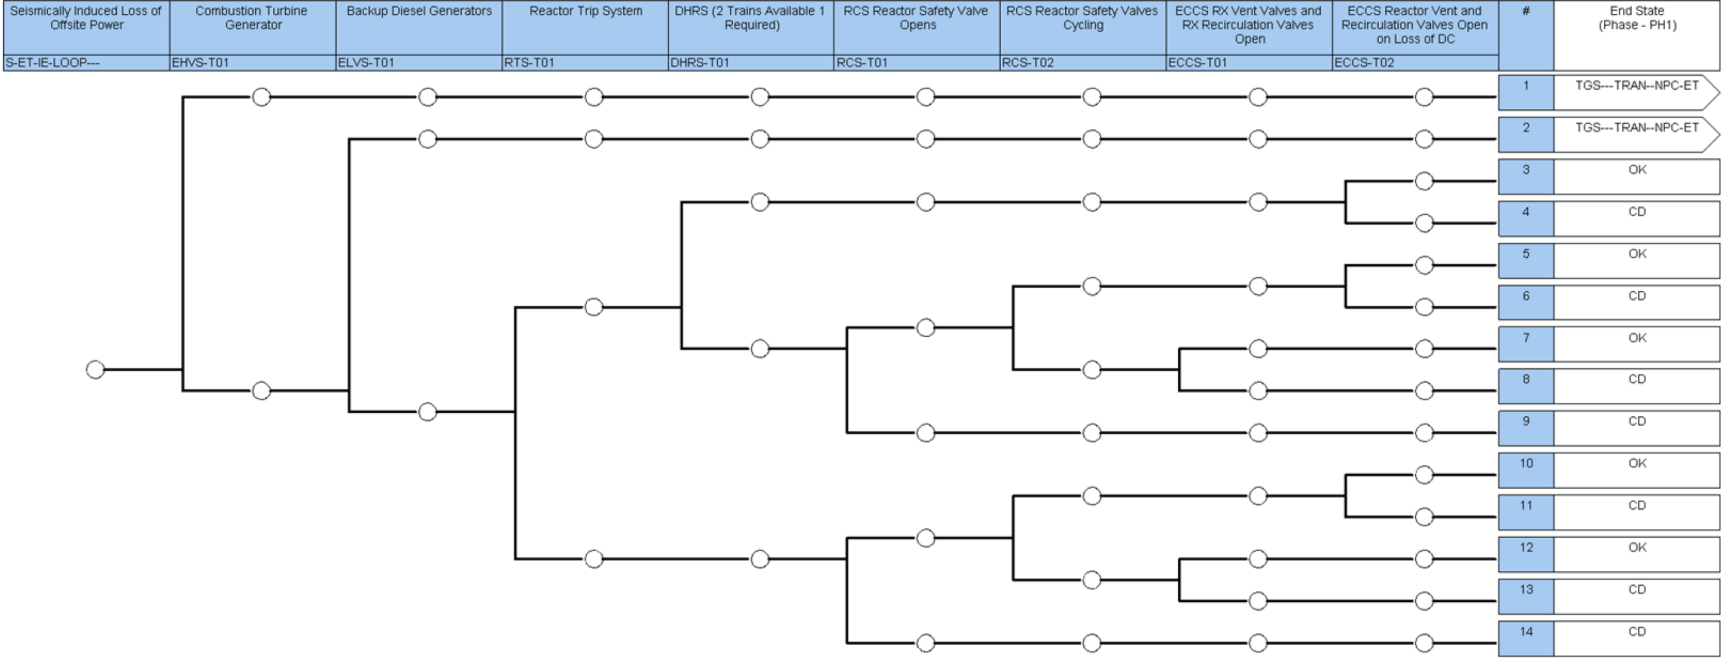 Seismically Induced Loss of
Offsite Power
Combustion Turbine
Generator
Backup Diesel Generators
Reactor Trip System
DHRS (2 Trains Available 1
Required)
RCS Reactor Safety Valve
Opens
RCS Reactor Safety Valves
Cycling
ECCS RX Vent Valves and
RX Recirculation Valves
Open
ECCS Reactor Vent and
Recirculation Valves Open
on Loss of DC
#
End State
(Phase - PH1)
S-ET-IE-LOOP---
EHVS-T01
ELVS-T01
RTS-T01
DHRS-T01
RCS-T01
RCS-T02
ECCS-T01
ECCS-T02
1 TGS---TRAN--NPC-ET
2 TGS---TRAN--NPC-ET
3 OK
4 CD
5 OK
6 CD
7 OK
8 CD
9 CD
10 OK
11 CD
12 OK
13 CD
14 CD